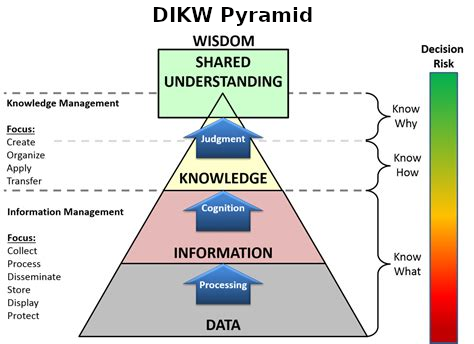 DIKW Pyramid
WISDOM
Decision
Risk
SHARED
UNDERSTANDING
Knowledge Management
Focus:
Create
Organize
Apply
Transfer
Judgment
KNOWLEDGE
Know
Why
Know
How
Information Management
Focus:
Collect
Process
Disseminate
Store
Display
Protect
Cognition
INFORMATION
Processing
DATA
Know
What